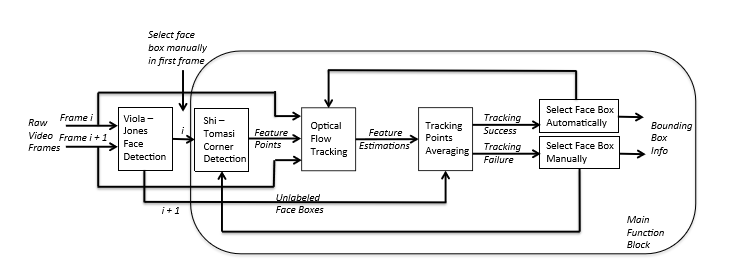 Select face
box manually
in first frame
Raw
Video
Frames
Frame i
Frame i + 1
Viola –
Jones
Face
Detection
i
Shi –
Tomasi
Corner
Detection
Feature
Points
Optical
Flow
Tracking
Feature
Estimations
Tracking
Points
Averaging
Tracking
Success
Tracking
Failure
Select Face Box
Automatically
Select Face Box
Manually
Bounding
Box
Info
i + 1
Unlabeled
Face Boxes
Main
Function
Block